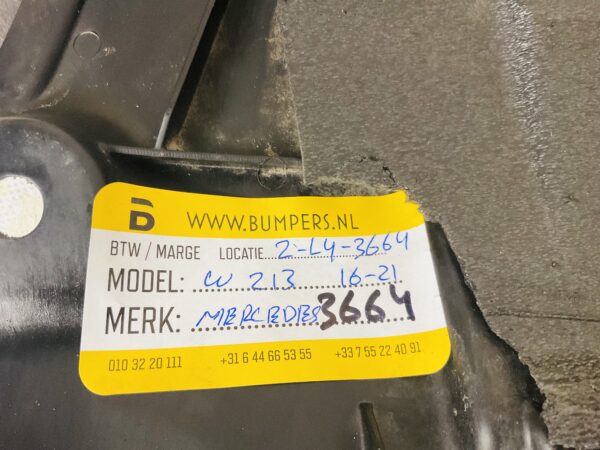 WWW.BUMPERS.NL
BTW / MARGE LOCATIE 2-L4-3664
MODEL: W 213 16-21
MERK: MERCEDES 3664
010 32 20 111 +31 6 44 66 53 55 +33 7 55 22 40 91